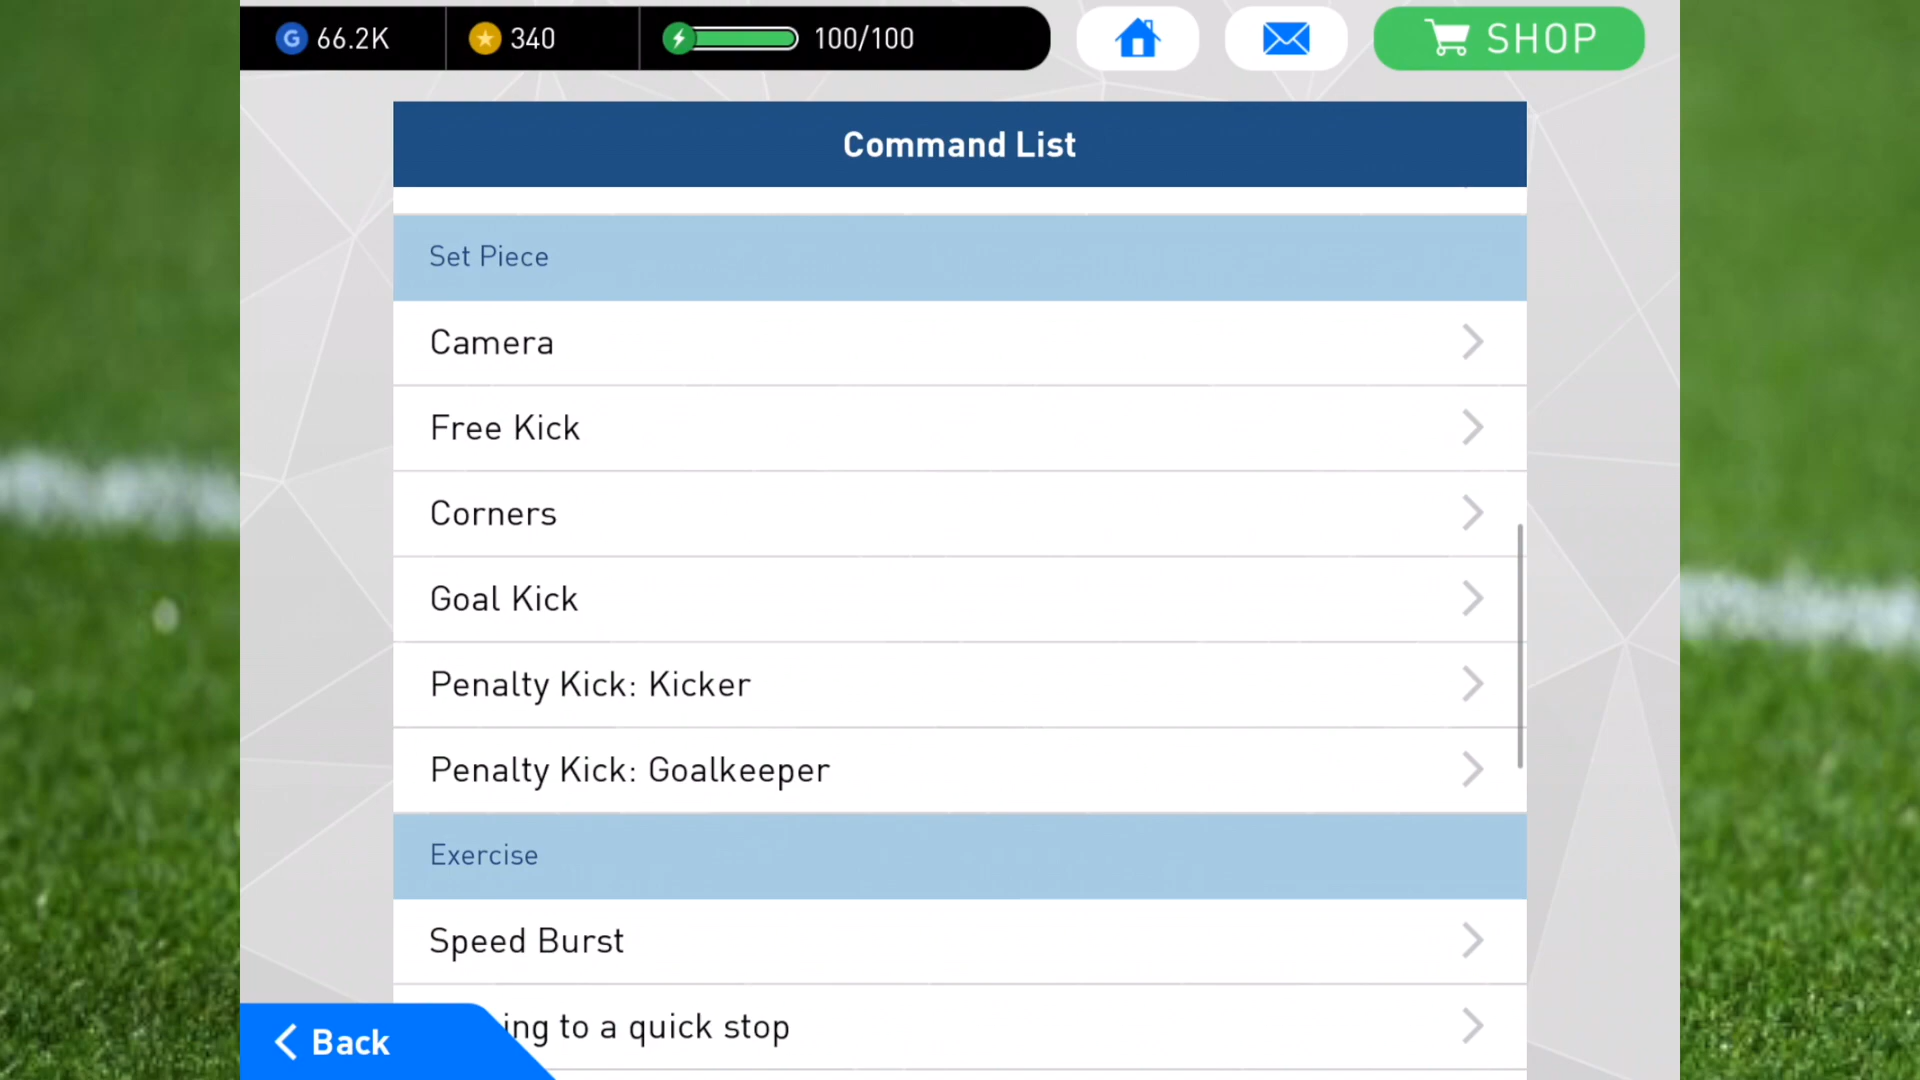 G 66.2K 340 100/100 SHOP
Command List
Set Piece
Camera
Free Kick
Corners
Goal Kick
Penalty Kick: Kicker
Penalty Kick: Goalkeeper
Exercise
Speed Burst
to a quick stop
Back